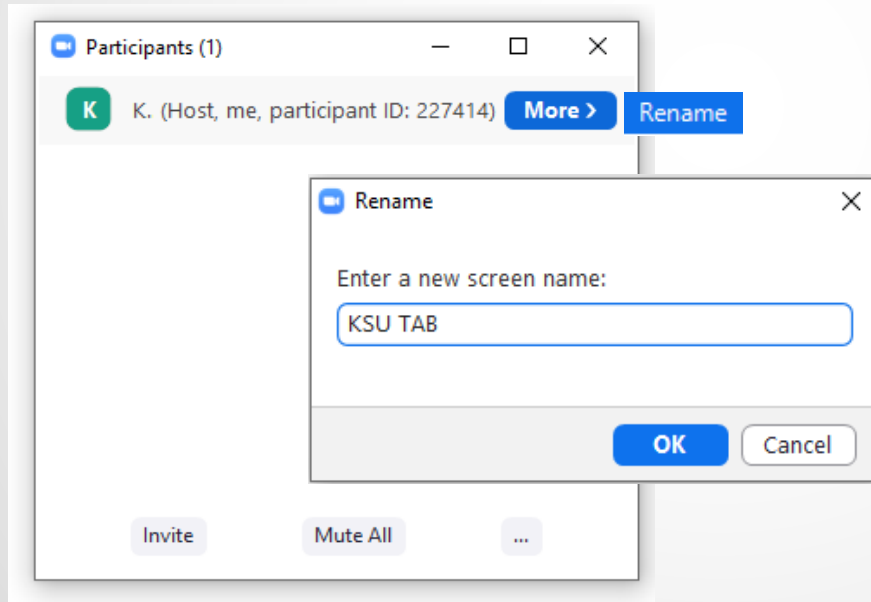 Participants (1)
K
K. (Host, me, participant ID: 227414)
More >
Rename
Rename
Enter a new screen name:
KSU TAB
OK
Cancel
Invite
Mute All
...